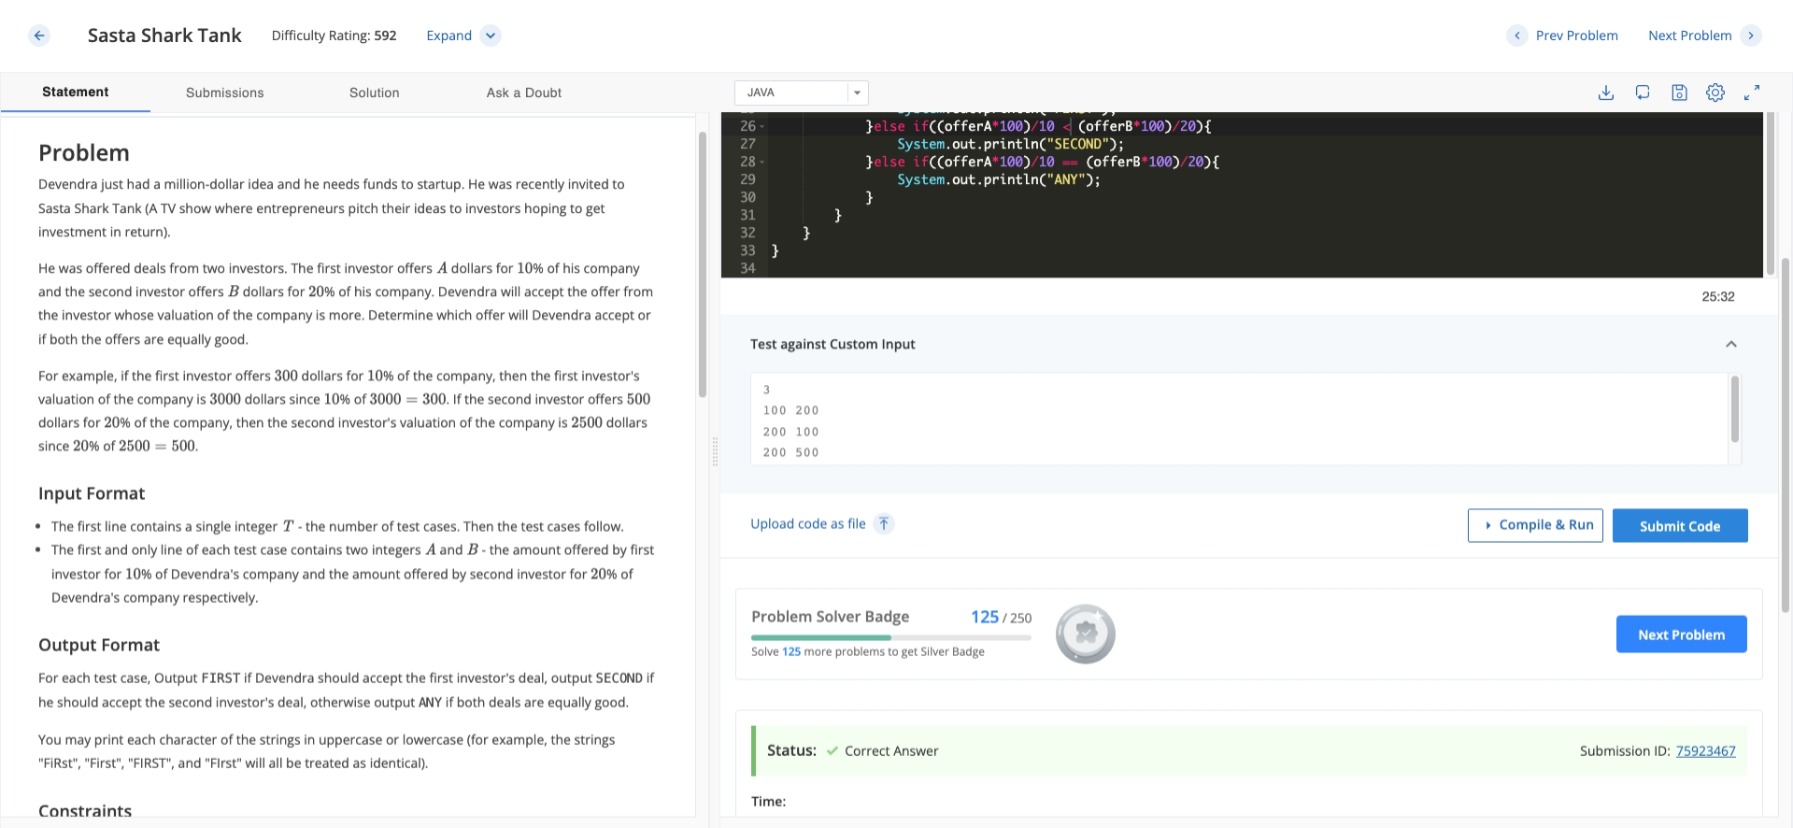 Sasta Shark Tank
Difficulty Rating: 592
Expand
Prev Problem
Next Problem
Statement
Submissions
Solution
Ask a Doubt
Problem
Devendra just had a million-dollar idea and he needs funds to startup. He was recently invited to
Sasta Shark Tank (A TV show where entrepreneurs pitch their ideas to investors hoping to get
investment in return).
He was offered deals from two investors. The first investor offers A dollars for 10% of his company
and the second investor offers B dollars for 20% of his company. Devendra will accept the offer from
the investor whose valuation of the company is more. Determine which offer will Devendra accept or
if both the offers are equally good.
For example, if the first investor offers 300 dollars for 10% of the company, then the first investor's
valuation of the company is 3000 dollars since 10% of 3000 = 300. If the second investor offers 500
dollars for 20% of the company, then the second investor's valuation of the company is 2500 dollars
since 20% of 2500 = 500.
Input Format
• The first line contains a single integer T - the number of test cases. Then the test cases follow.
• The first and only line of each test case contains two integers A and B - the amount offered by first
investor for 10% of Devendra's company and the amount offered by second investor for 20% of
Devendra's company respectively.
Output Format
For each test case, Output FIRST if Devendra should accept the first investor's deal, output SECOND if
he should accept the second investor's deal, otherwise output ANY if both deals are equally good.
You may print each character of the strings in uppercase or lowercase (for example, the strings
"FiRst", "First", "FIRST", and "FIrst" will all be treated as identical).
Constraints
JAVA
26 }else if((offerA*100)/10 < (offerB*100)/20){
27 System.out.println("SECOND");
28 }else if((offerA*100)/10 == (offerB*100)/20){
29 System.out.println("ANY");
30 }
31 }
32 }
33 }
34
25:32
Test against Custom Input
3
100 200
200 100
200 500
Upload code as file
Compile & Run
Submit Code
Problem Solver Badge 125 / 250
Solve 125 more problems to get Silver Badge
Next Problem
Status: ✓ Correct Answer
Submission ID: 75923467
Time: